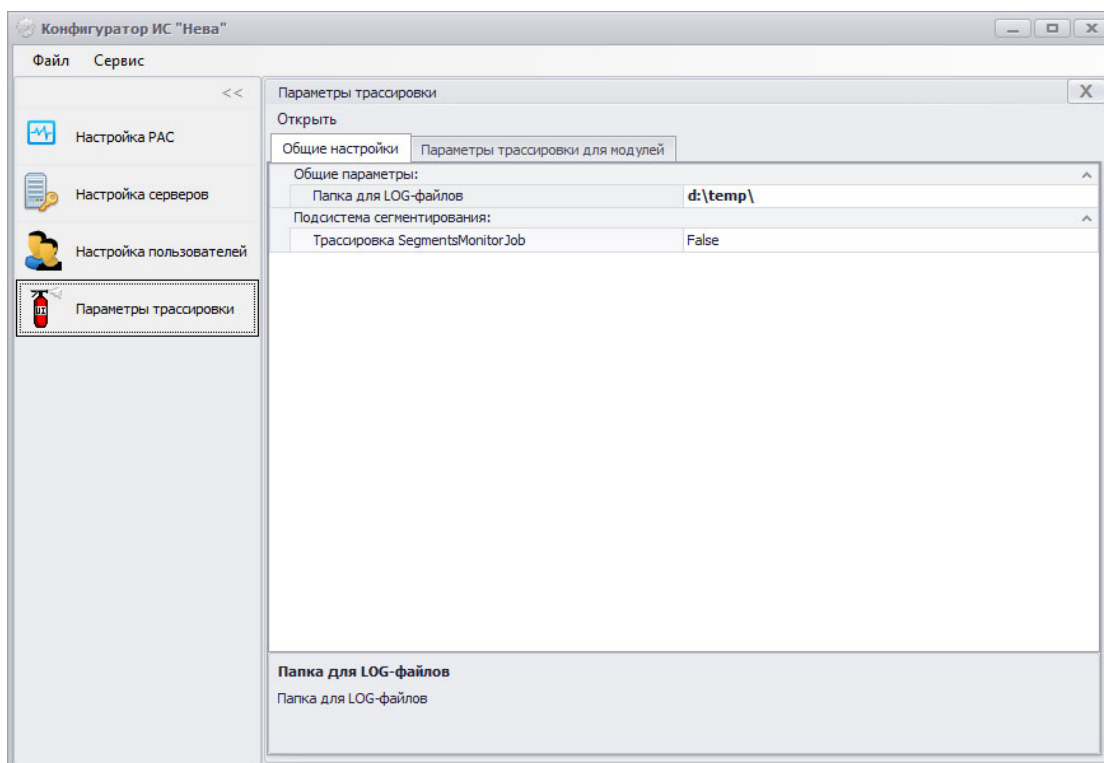 Конфигуратор ИС "Нева"
Файл Сервис
<<
Настройка РАС
Настройка серверов
Настройка пользователей
Параметры трассировки
Параметры трассировки X
Открыть
Общие настройки Параметры трассировки для модулей
Общие параметры:
Папка для LOG-файлов d:\temp\
Подсистема сегментирования:
Трассировка SegmentsMonitorJob False
Папка для LOG-файлов
Папка для LOG-файлов